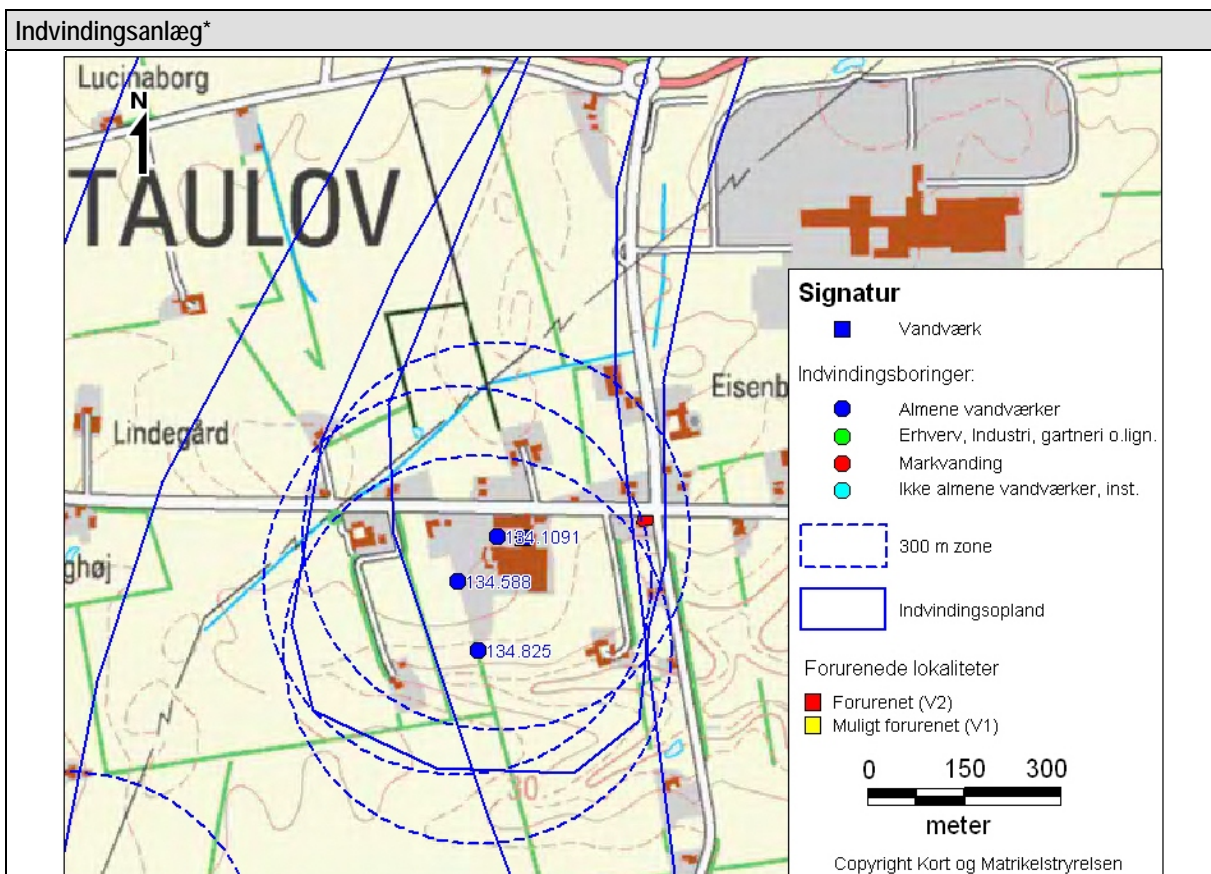 Indvindingsanlæg*
Lucinaborg
N
TAULOV
Lindegård
Eisenb
ghøj
134.1091
134.588
134.825
30
Signatur
Vandværk
Indvindingsboringer:
Almene vandværker
Erhverv, Industri, gartneri o.lign.
Markvanding
Ikke almene vandværker, inst.
300 m zone
Indvindingsopland
Forurenede lokaliteter
Forurenet (V2)
Muligt forurenet (V1)
0 150 300
meter
Copyright Kort og Matrikelstryrelsen